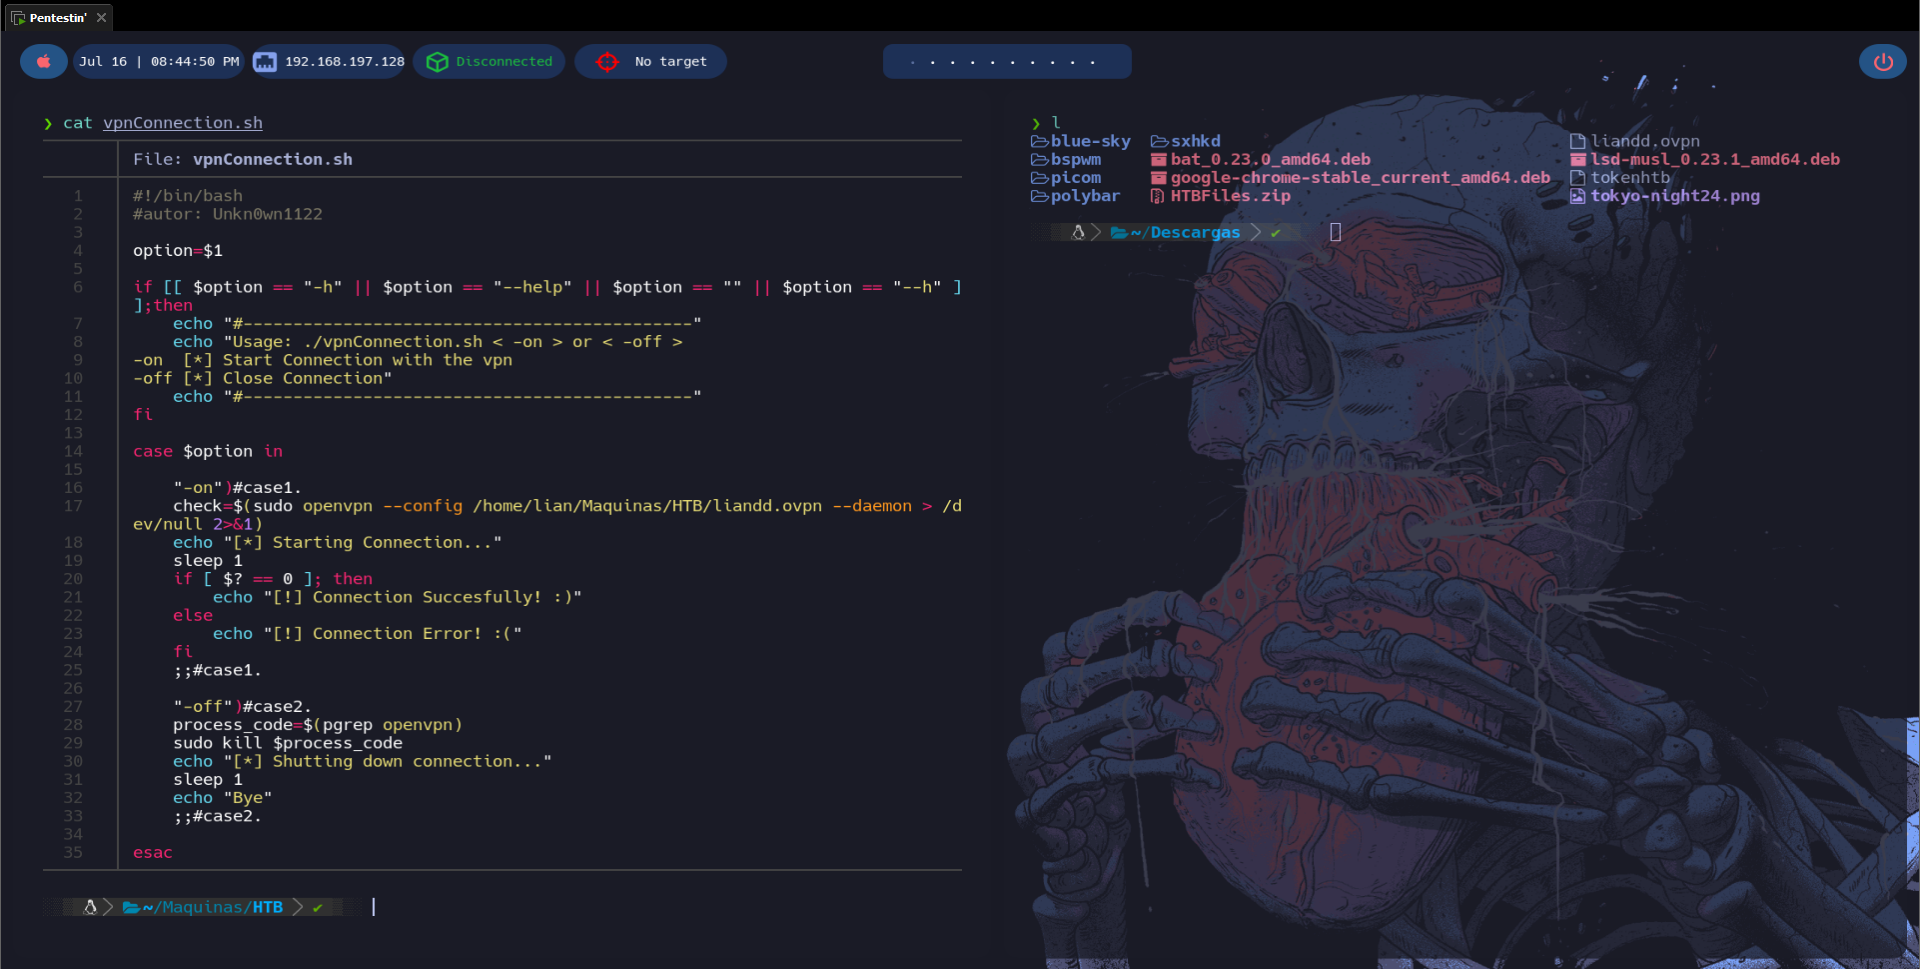 Pentestin'
Jul 16 | 08:44:50 PM 192.168.197.128 Disconnected No target
❯ cat vpnConnection.sh
File: vpnConnection.sh
1 #!/bin/bash
2 #autor: Unkn0wn1122
3
4 option=$1
5
6 if [[ $option == "-h" || $option == "--help" || $option == "" || $option == "--h" ]
];then
7 echo "#---------------------------------------------"
8 echo "Usage: ./vpnConnection.sh < -on > or < -off >
9 -on  [*] Start Connection with the vpn
10 -off [*] Close Connection"
11 echo "#---------------------------------------------"
12 fi
13
14 case $option in
15
16 "-on")#case1.
17 check=$(sudo openvpn --config /home/lian/Maquinas/HTB/liandd.ovpn --daemon > /d
ev/null 2>&1)
18 echo "[*] Starting Connection..."
19 sleep 1
20 if [ $? == 0 ]; then
21 echo "[!] Connection Succesfully! :)"
22 else
23 echo "[!] Connection Error! :("
24 fi
25 ;;#case1.
26
27 "-off")#case2.
28 process_code=$(pgrep openvpn)
29 sudo kill $process_code
30 echo "[*] Shutting down connection..."
31 sleep 1
32 echo "Bye"
33 ;;#case2.
34
35 esac
~/Maquinas/HTB ✔
❯ l
blue-sky sxhkd liandd.ovpn
bspwm bat_0.23.0_amd64.deb lsd-musl_0.23.1_amd64.deb
picom google-chrome-stable_current_amd64.deb tokenhtb
polybar HTBFiles.zip tokyo-night24.png
~/Descargas ✔